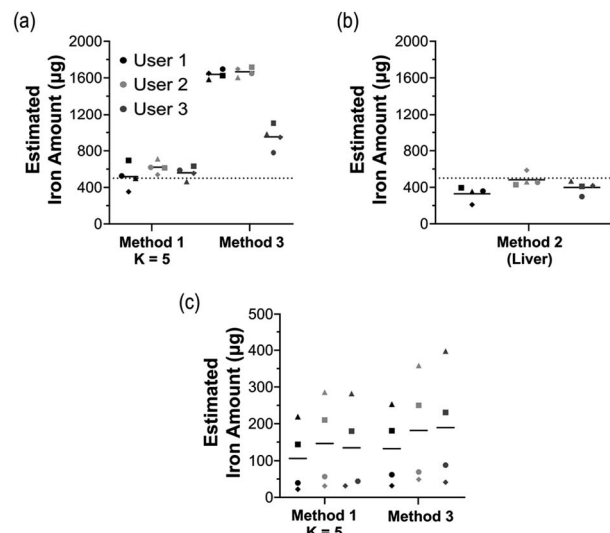 (a)
Estimated
Iron Amount (µg)
2000
1600
1200
800
400
0
User 1
User 2
User 3
Method 1
K = 5
Method 3
(b)
Estimated
Iron Amount (µg)
2000
1600
1200
800
400
0
Method 2
(Liver)
(c)
Estimated
Iron Amount (µg)
500
400
300
200
100
0
Method 1
K = 5
Method 3